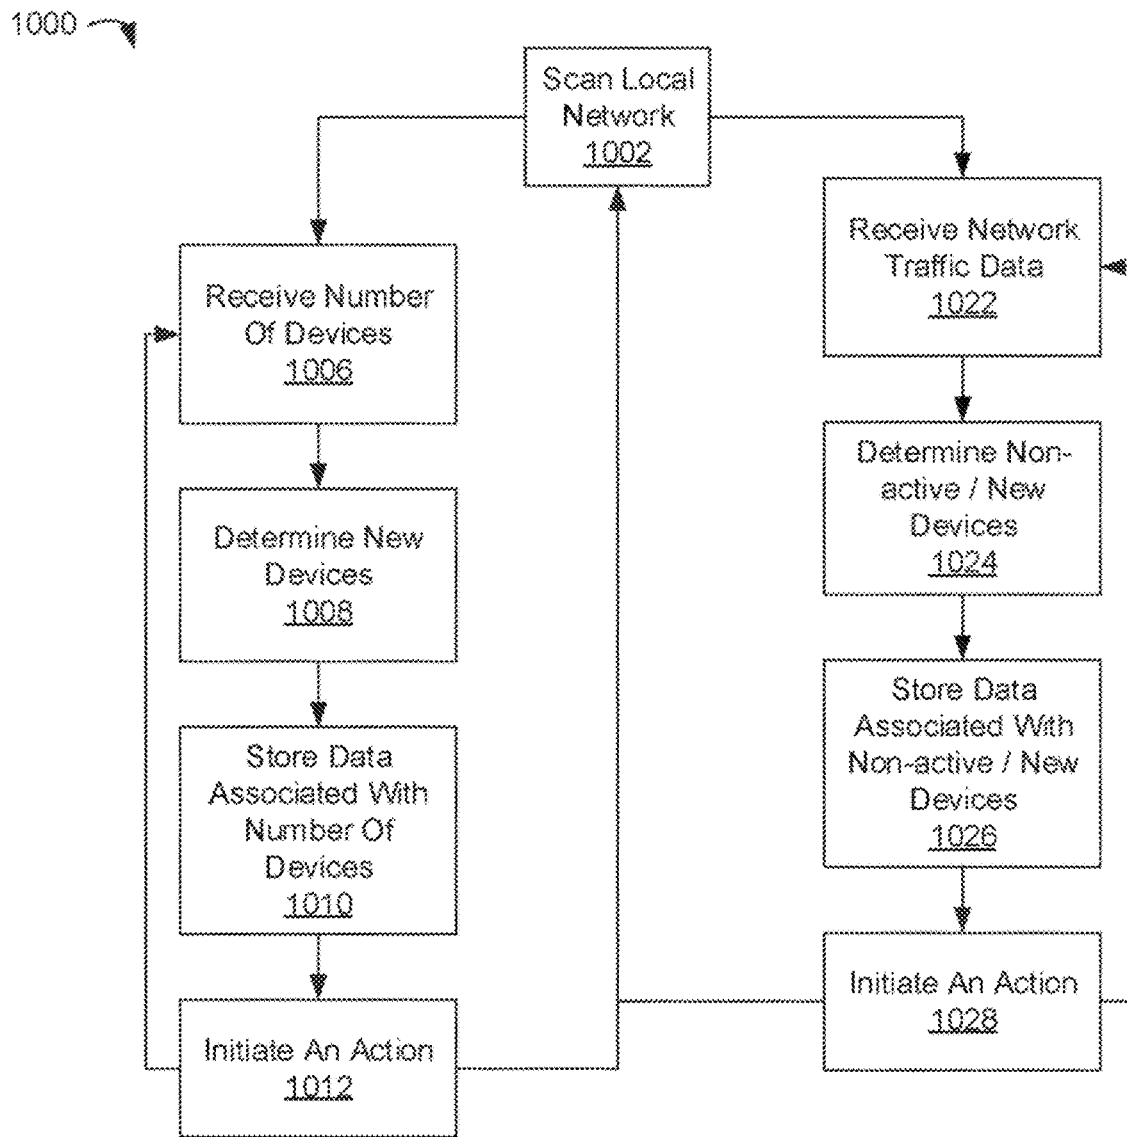 1000
Scan Local
Network
1002
Receive Number
Of Devices
1006
Determine New
Devices
1008
Store Data
Associated With
Number Of
Devices
1010
Initiate An Action
1012
Receive Network
Traffic Data
1022
Determine Non-
active / New
Devices
1024
Store Data
Associated With
Non-active / New
Devices
1026
Initiate An Action
1028